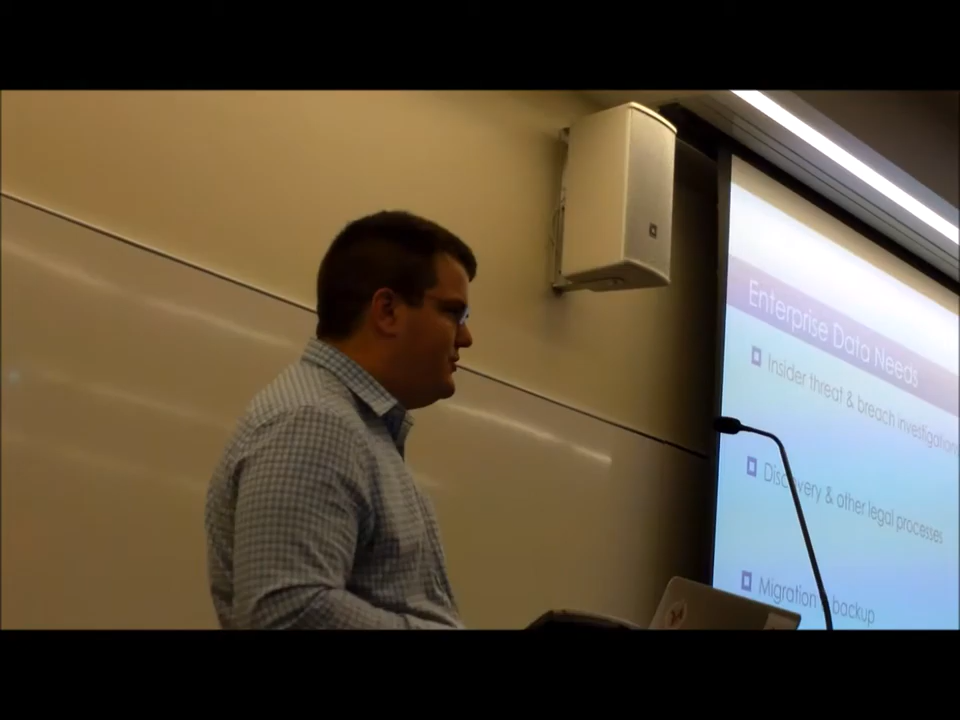 Enterprise Data Needs
Insider threat & breach investigations
Discovery & other legal processes
Migration & backup